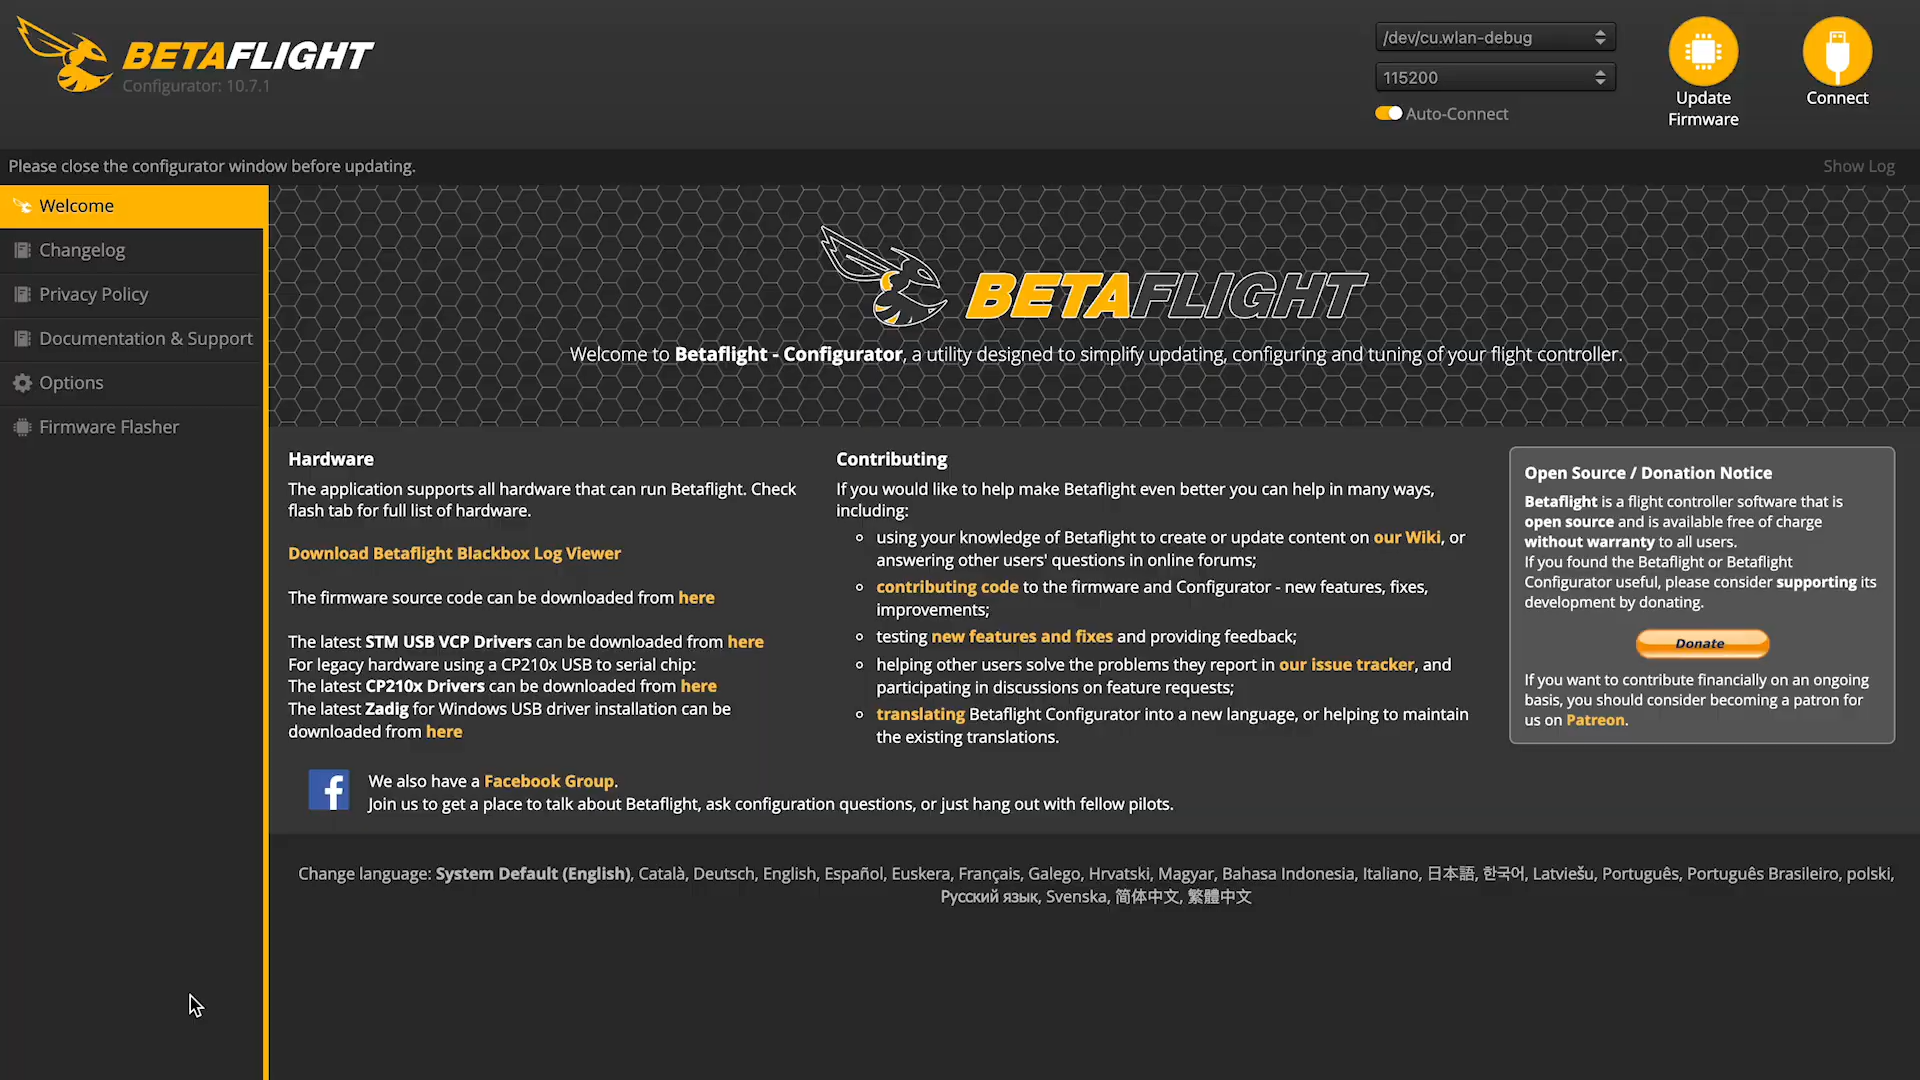 BETAFLIGHT
Configurator: 10.7.1
/dev/cu.wlan-debug
115200
Auto-Connect
Update
Firmware
Connect
Please close the configurator window before updating.
Show Log
Welcome
Changelog
Privacy Policy
Documentation & Support
Options
Firmware Flasher
BETAFLIGHT
Welcome to Betaflight - Configurator, a utility designed to simplify updating, configuring and tuning of your flight controller.
Hardware
The application supports all hardware that can run Betaflight. Check
flash tab for full list of hardware.
Download Betaflight Blackbox Log Viewer
The firmware source code can be downloaded from here
The latest STM USB VCP Drivers can be downloaded from here
For legacy hardware using a CP210x USB to serial chip:
The latest CP210x Drivers can be downloaded from here
The latest Zadig for Windows USB driver installation can be
downloaded from here
Contributing
If you would like to help make Betaflight even better you can help in many ways,
including:
using your knowledge of Betaflight to create or update content on our Wiki, or
answering other users' questions in online forums;
contributing code to the firmware and Configurator - new features, fixes,
improvements;
testing new features and fixes and providing feedback;
helping other users solve the problems they report in our issue tracker, and
participating in discussions on feature requests;
translating Betaflight Configurator into a new language, or helping to maintain
the existing translations.
Open Source / Donation Notice
Betaflight is a flight controller software that is
open source and is available free of charge
without warranty to all users.
If you found the Betaflight or Betaflight
Configurator useful, please consider supporting its
development by donating.
Donate
If you want to contribute financially on an ongoing
basis, you should consider becoming a patron for
us on Patreon.
We also have a Facebook Group.
Join us to get a place to talk about Betaflight, ask configuration questions, or just hang out with fellow pilots.
Change language: System Default (English), Català, Deutsch, English, Español, Euskera, Français, Galego, Hrvatski, Magyar, Bahasa Indonesia, Italiano, 日本語, 한국어, Latviešu, Português, Português Brasileiro, polski,
Русский язык, Svenska, 简体中文, 繁體中文